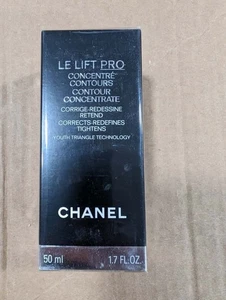 LE LIFT PRO
CONCENTRÉ
CONTOURS
CONTOUR
CONCENTRATE
CORRIGE-REDESSINE
RETEND
CORRECTS-REDEFINES
TIGHTENS
YOUTH TRIANGLE TECHNOLOGY
CHANEL
50 ml 1.7 FL.OZ.